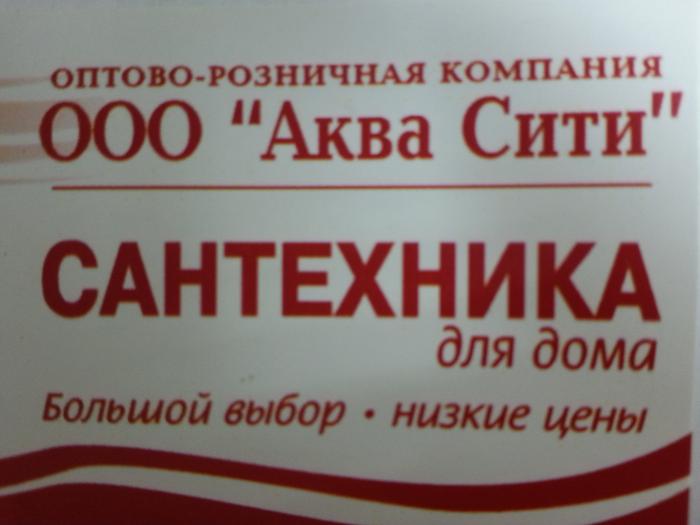 ОПТОВО-РОЗНИЧНАЯ КОМПАНИЯ
ООО "Аква Сити"
САНТЕХНИКА
для дома
Большой выбор • низкие цены